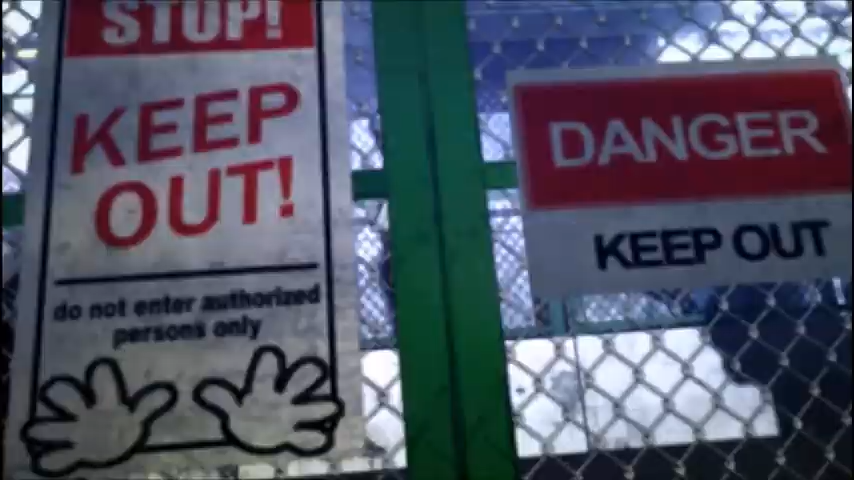 STOP!
KEEP
OUT!
do not enter authorized
persons only
DANGER
KEEP OUT